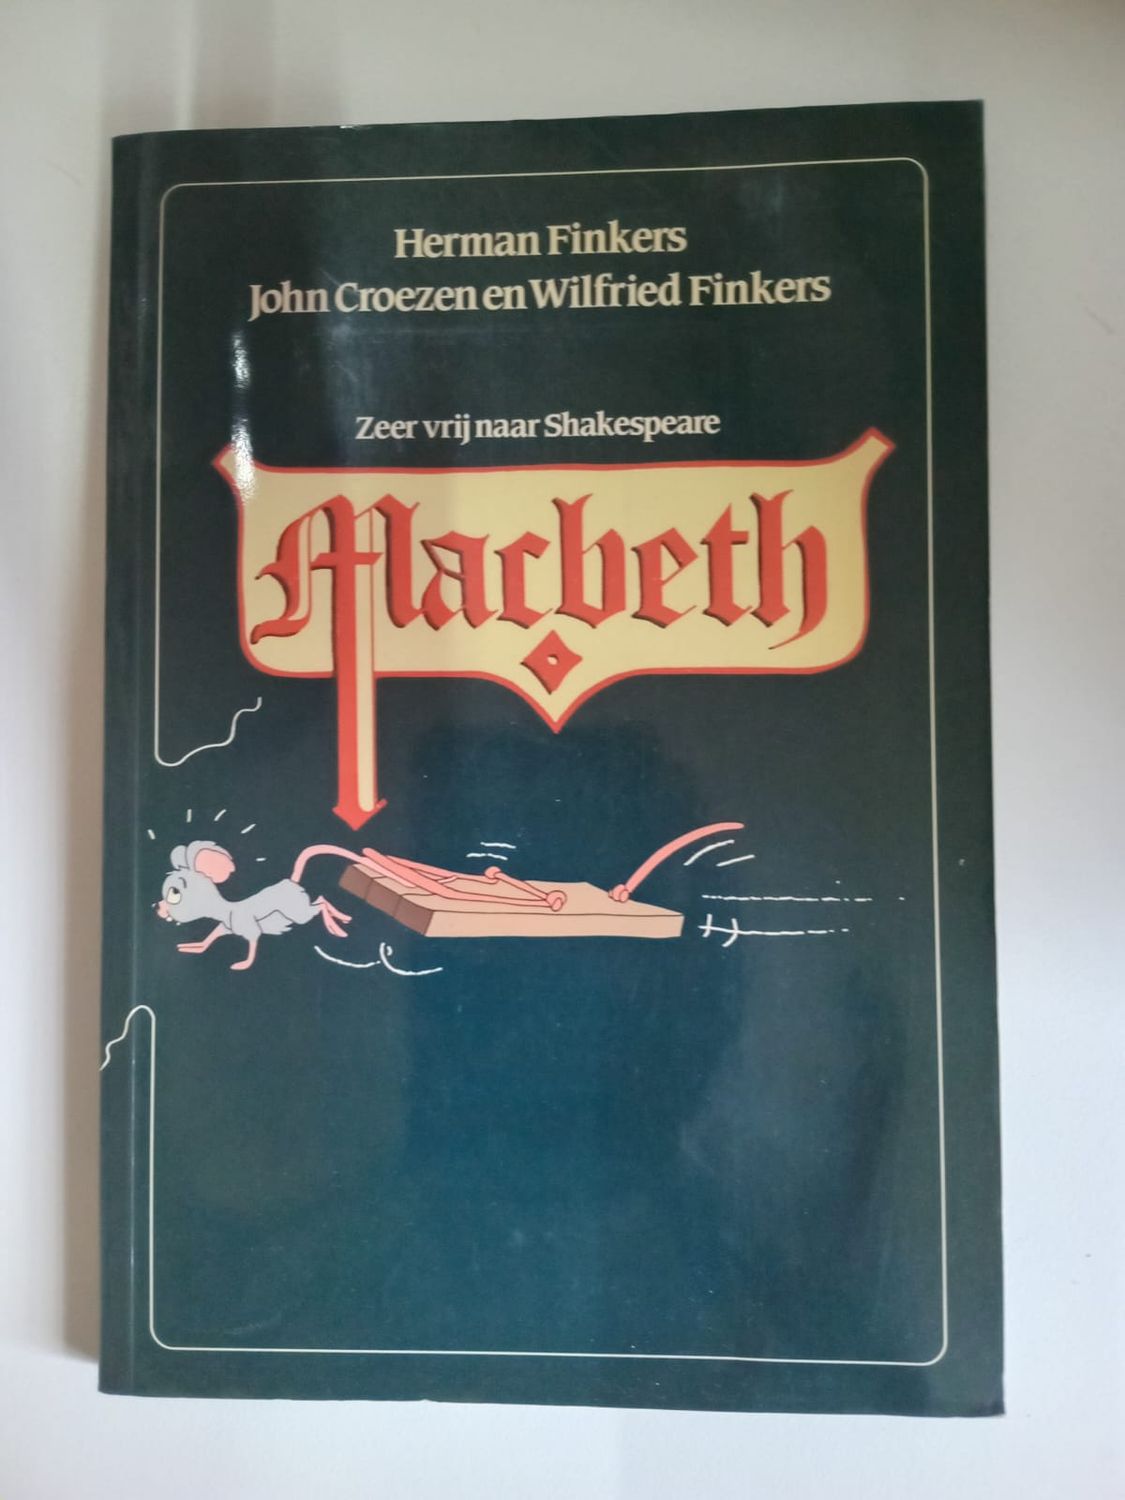 Herman Finkers
John Croezen en Wilfried Finkers
Zeer vrij naar Shakespeare
Macbeth